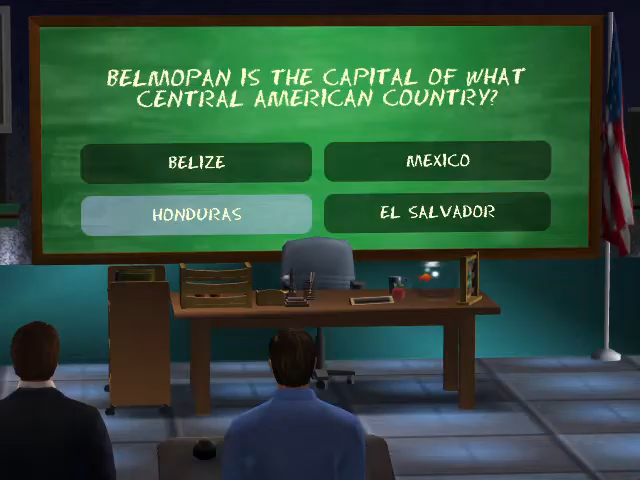 BELMOPAN IS THE CAPITAL OF WHAT
CENTRAL AMERICAN COUNTRY?
BELIZE
MEXICO
HONDURAS
EL SALVADOR